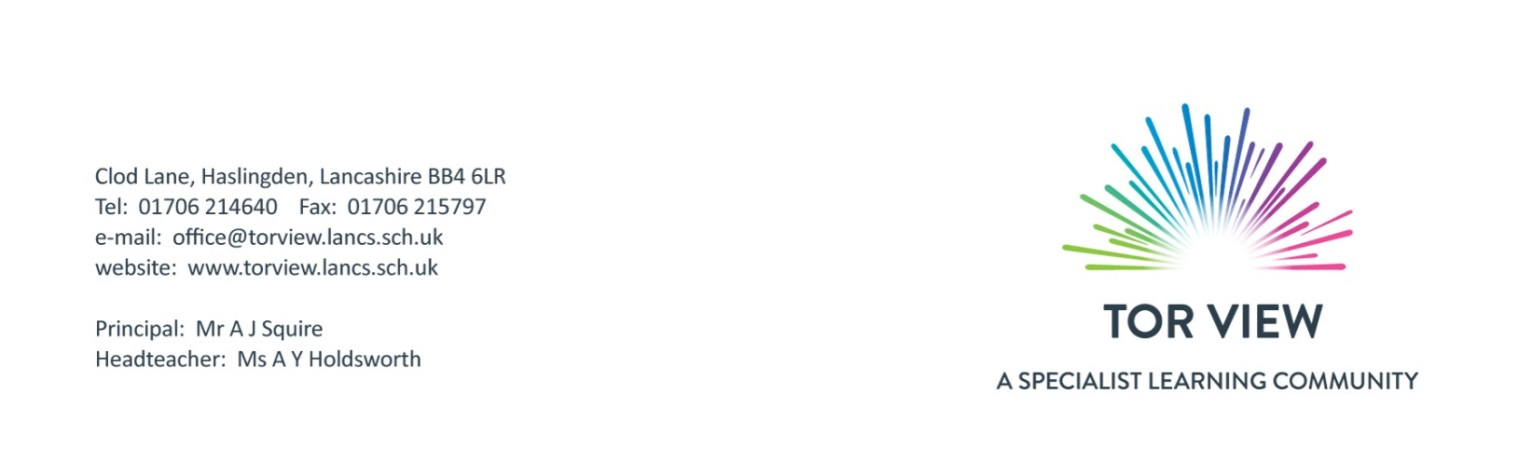 Clod Lane, Haslingden, Lancashire BB4 6LR
Tel: 01706 214640 Fax: 01706 215797
e-mail: office@torview.lancs.sch.uk
website: www.torview.lancs.sch.uk
Principal: Mr A J Squire
Headteacher: Ms A Y Holdsworth
TOR VIEW
A SPECIALIST LEARNING COMMUNITY